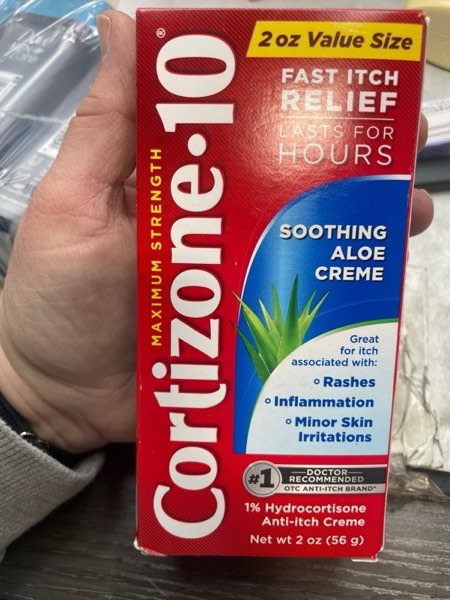 MAXIMUM STRENGTH
Cortizone·10®
2 oz Value Size
FAST ITCH
RELIEF
LASTS FOR
HOURS
SOOTHING
ALOE
CREME
Great
for itch
associated with:
Rashes
Inflammation
Minor Skin
Irritations
#1
DOCTOR
RECOMMENDED
OTC ANTI-ITCH BRAND*
1% Hydrocortisone
Anti-itch Creme
Net wt 2 oz (56 g)